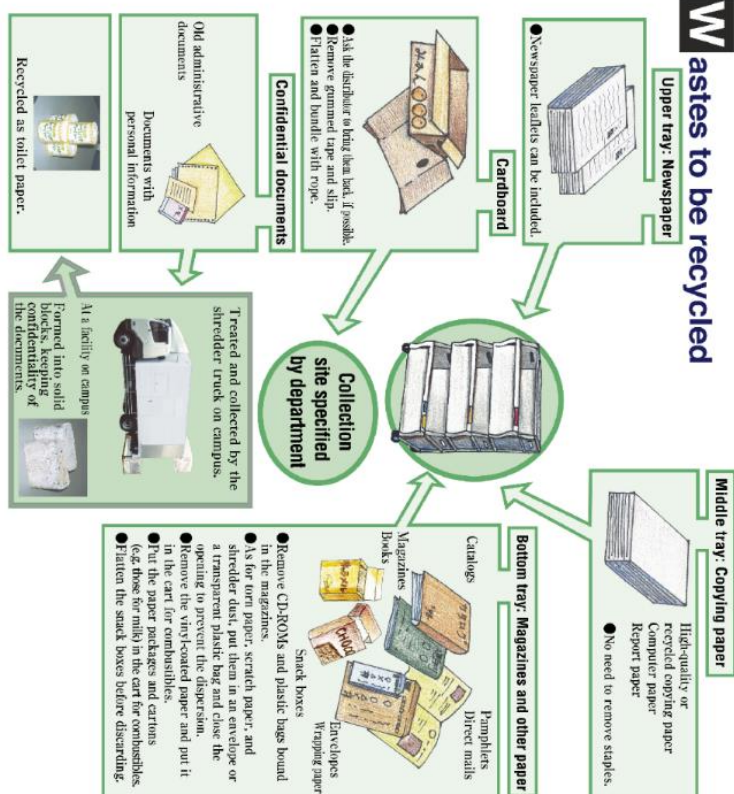 Wastes to be recycled
Upper tray: Newspaper
●Newspaper leaflets can be included.
Middle tray: Copying paper
High-quality or
recycled copying paper
Computer paper
Report paper
●No need to remove staples.
Cardboard
●Ask the distributor to bring them back, if possible.
●Remove gummed tape and slip.
●Flatten and bundle with rope.
Collection
site specified
by department
Bottom tray: Magazines and other paper
Catalogs
Pamphlets
Direct mails
Magazines
Books
Snack boxes
Envelopes
Wrapping paper
●Remove CD-ROMs and plastic bags bound
in the magazines.
●As for torn paper, scratch paper, and
shredder dust, put them in an envelope or
a transparent plastic bag and close the
opening to prevent the dispersion.
●Remove the vinyl-coated paper and put it
in the cart for combustibles.
●Put the paper packages and cartons
(e.g. those for milk) in the cart for combustibles.
●Flatten the snack boxes before discarding.
Confidential documents
Old administrative
documents
Documents with
personal information
Treated and collected by the
shredder truck on campus.
At a facility on campus
Formed into solid
blocks, keeping
confidentiality of
the documents.
Recycled as toilet paper.